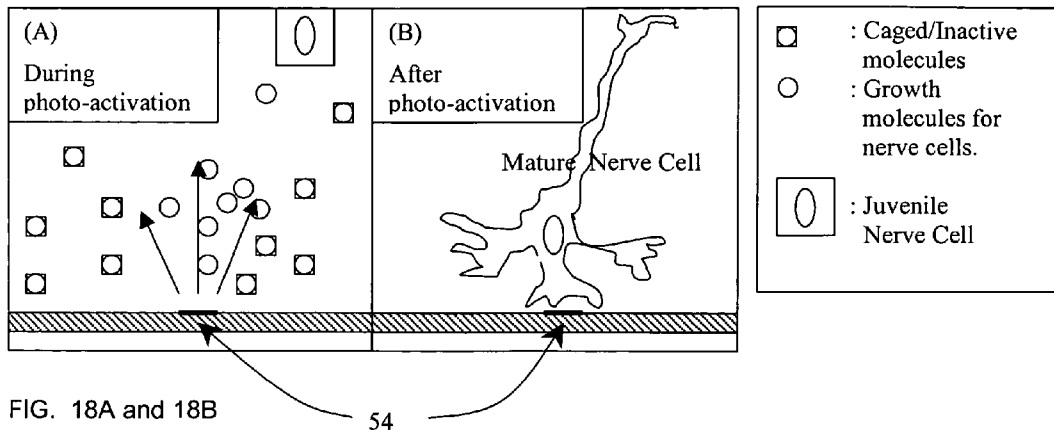 (A)
During
photo-activation
(B)
After
photo-activation
Mature Nerve Cell
: Caged/Inactive
molecules
: Growth
molecules for
nerve cells.
: Juvenile
Nerve Cell
FIG. 18A and 18B
54